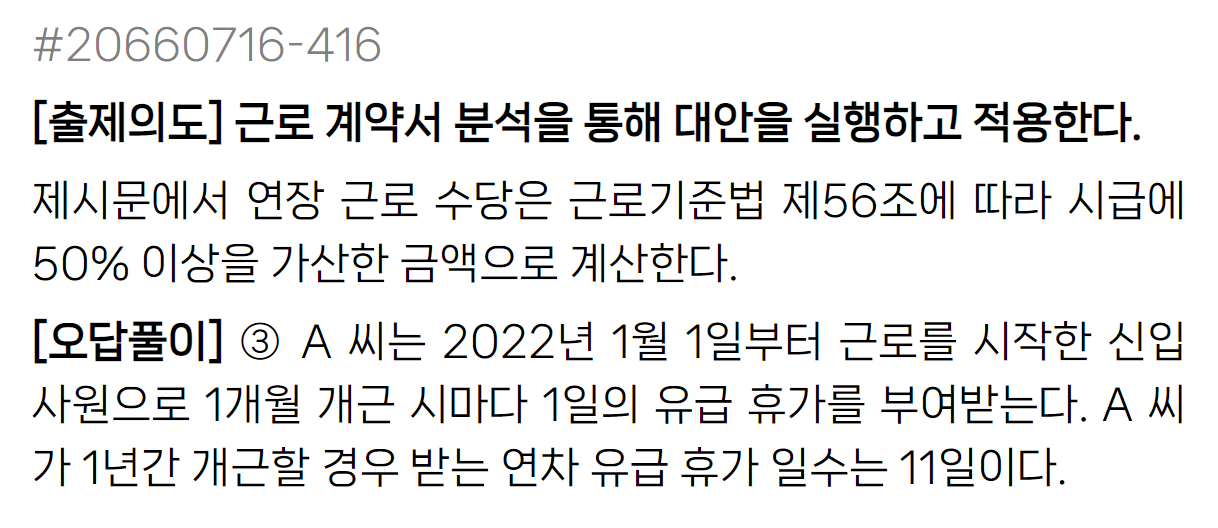 #20660716-416
[출제의도] 근로 계약서 분석을 통해 대안을 실행하고 적용한다.
제시문에서 연장 근로 수당은 근로기준법 제56조에 따라 시급에
50% 이상을 가산한 금액으로 계산한다.
[오답풀이] ③ A 씨는 2022년 1월 1일부터 근로를 시작한 신입
사원으로 1개월 개근 시마다 1일의 유급 휴가를 부여받는다. A 씨
가 1년간 개근할 경우 받는 연차 유급 휴가 일수는 11일이다.